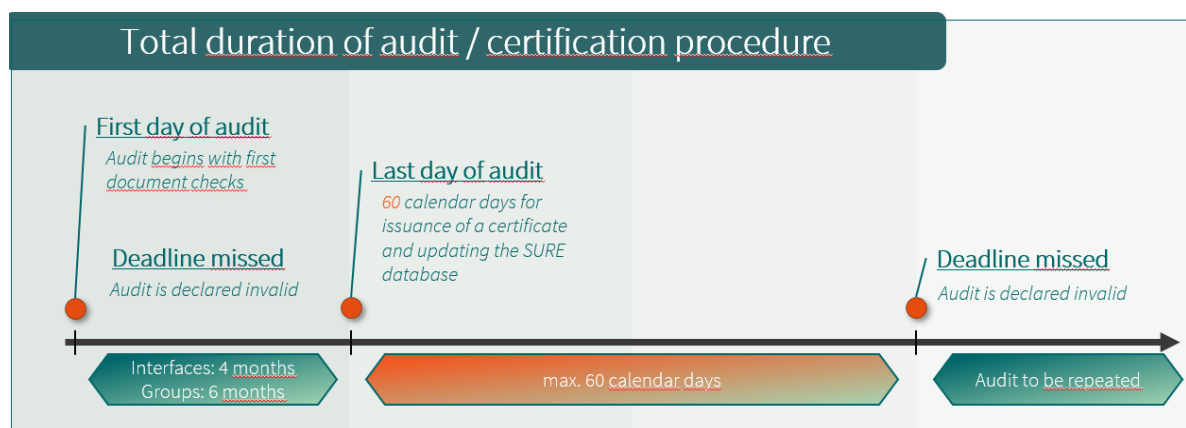 Total duration of audit / certification procedure
First day of audit
Audit begins with first
document checks
Deadline missed
Audit is declared invalid
Last day of audit
60 calendar days for
issuance of a certificate
and updating the SURE
database
Deadline missed
Audit is declared invalid
Interfaces: 4 months
Groups: 6 months
max. 60 calendar days
Audit to be repeated